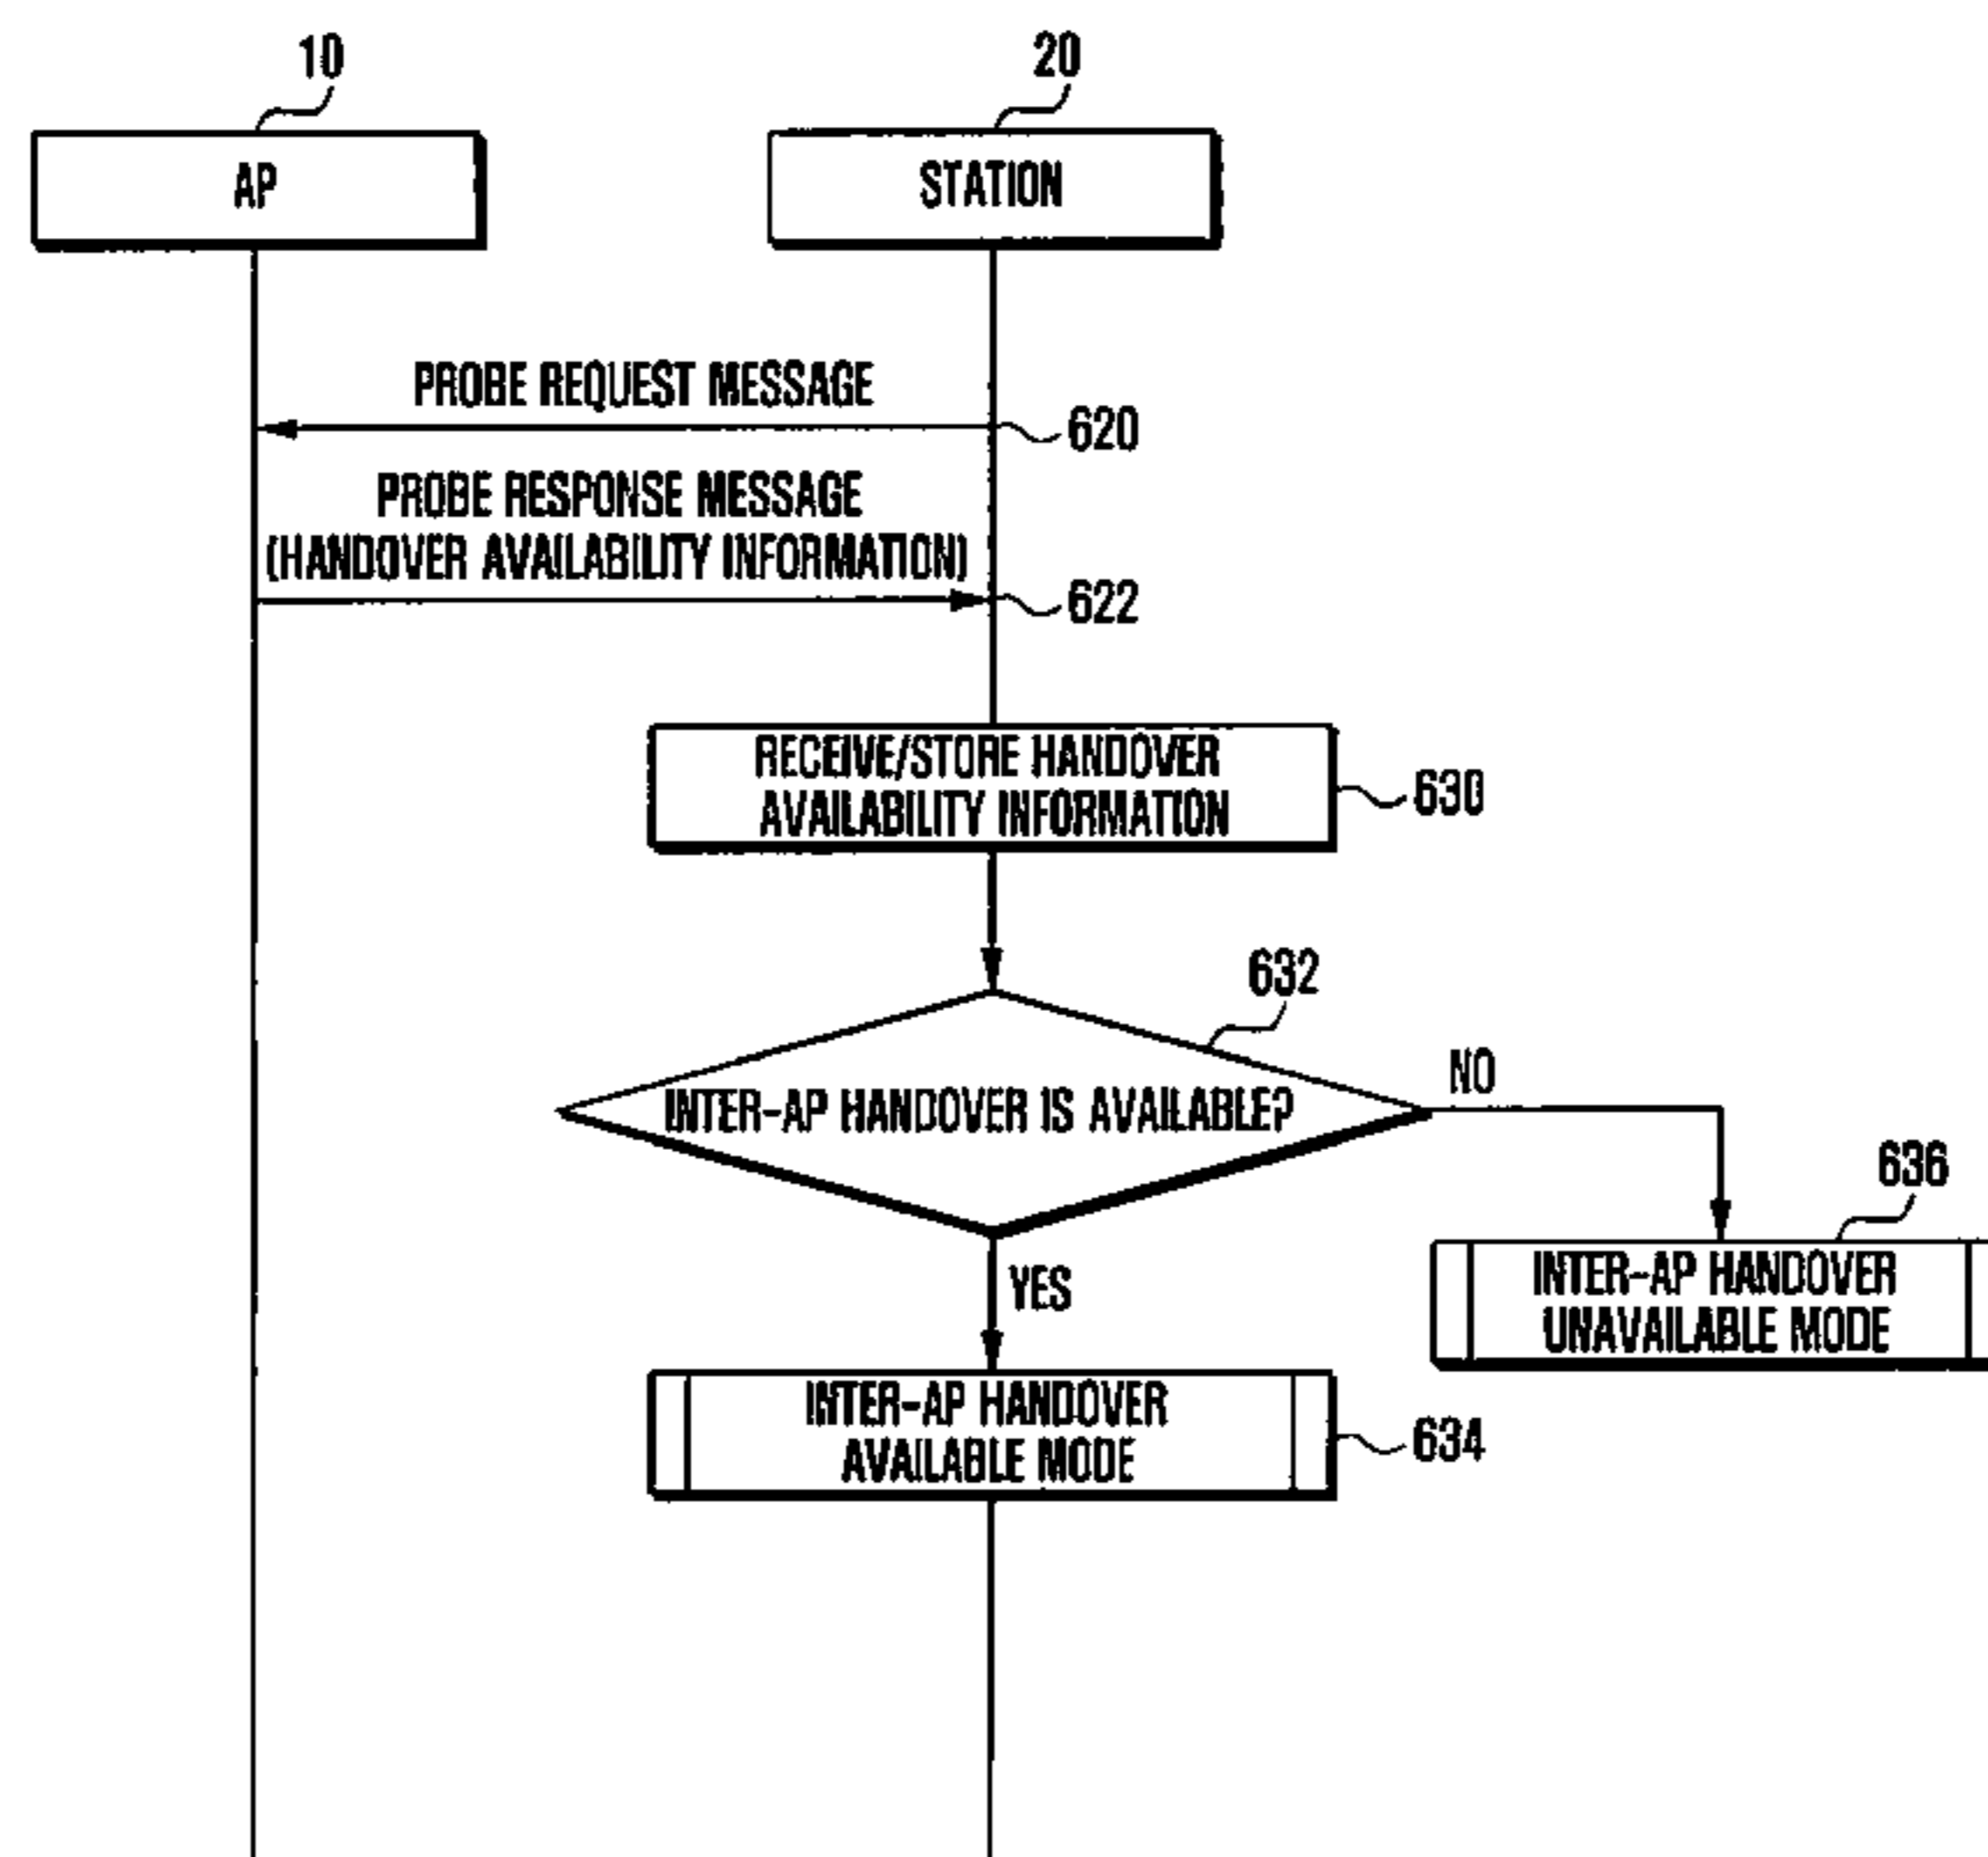 10
20
AP
STATION
PROBE REQUEST MESSAGE
620
PROBE RESPONSE MESSAGE
(HANDOVER AVAILABILITY INFORMATION)
622
RECEIVE/STORE HANDOVER
AVAILABILITY INFORMATION
630
632
INTER-AP HANDOVER IS AVAILABLE?
NO
636
INTER-AP HANDOVER
UNAVAILABLE MODE
YES
INTER-AP HANDOVER
AVAILABLE MODE
634